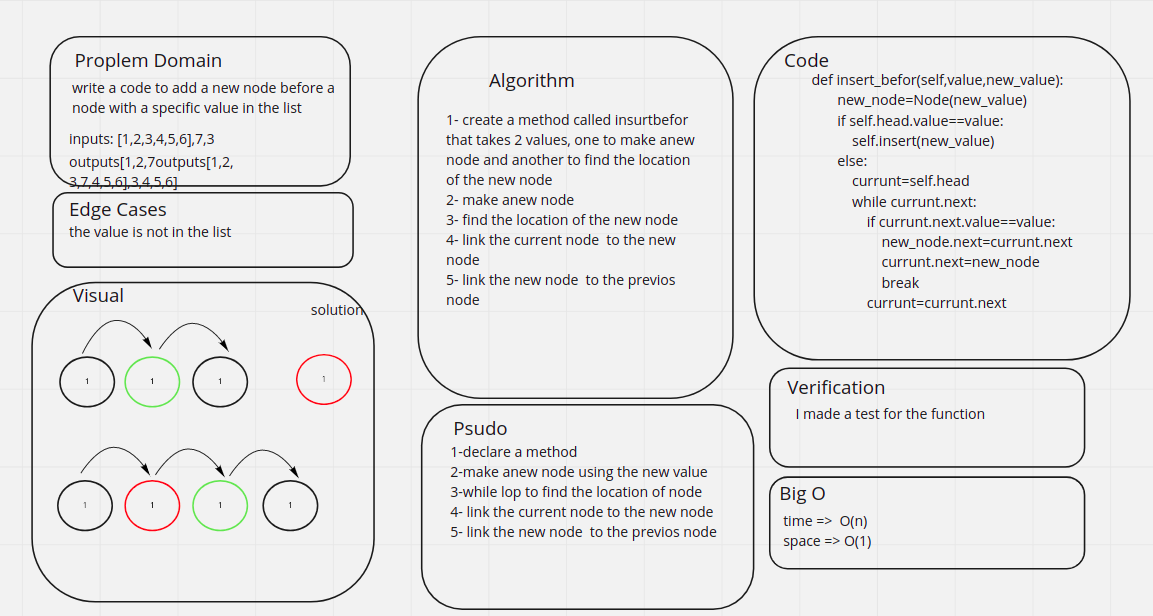 Proplem Domain
write a code to add a new node before a
node with a specific value in the list
inputs: [1,2,3,4,5,6],7,3
outputs[1,2,7outputs[1,2,
3,7,4,5,6],3,4,5,6]
Edge Cases
the value is not in the list
Visual
solution
1 1 1 1
1 1 1 1
Algorithm
1- create a method called insurtbefor
that takes 2 values, one to make anew
node and another to find the location
of the new node
2- make anew node
3- find the location of the new node
4- link the current node  to the new
node
5- link the new node  to the previos
node
Psudo
1-declare a method
2-make anew node using the new value
3-while lop to find the location of node
4- link the current node to the new node
5- link the new node  to the previos node
Code
def insert_befor(self,value,new_value):
new_node=Node(new_value)
if self.head.value==value:
self.insert(new_value)
else:
currunt=self.head
while currunt.next:
if currunt.next.value==value:
new_node.next=currunt.next
currunt.next=new_node
break
currunt=currunt.next
Verification
I made a test for the function
Big O
time =>  O(n)
space => O(1)